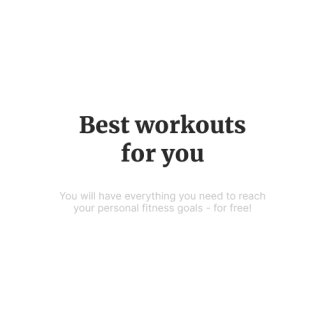 Best workouts
for you
You will have everything you need to reach
your personal fitness goals - for free!